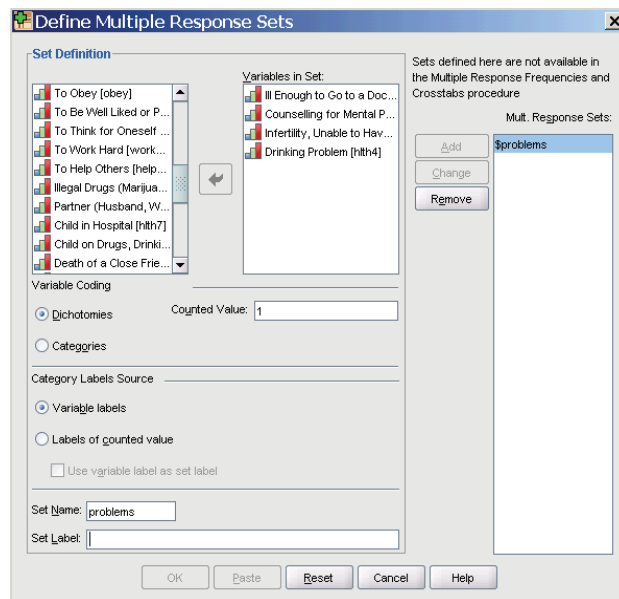 Define Multiple Response Sets
Set Definition
To Obey [obey]
To Be Well Liked or P...
To Think for Oneself ...
To Work Hard [work...
To Help Others [help...
Illegal Drugs (Marijua...
Partner (Husband, W...
Child in Hospital [hlth7]
Child on Drugs, Drinki...
Death of a Close Frie...
Variables in Set:
Ill Enough to Go to a Doc...
Counselling for Mental P...
Infertility, Unable to Hav...
Drinking Problem [hlth4]
Variable Coding
Dichotomies
Counted Value: 1
Categories
Category Labels Source
Variable labels
Labels of counted value
Use variable label as set label
Set Name: problems
Set Label:
Sets defined here are not available in
the Multiple Response Frequencies and
Crosstabs procedure
Mult. Response Sets:
Add
Change
Remove
$problems
OK
Paste
Reset
Cancel
Help